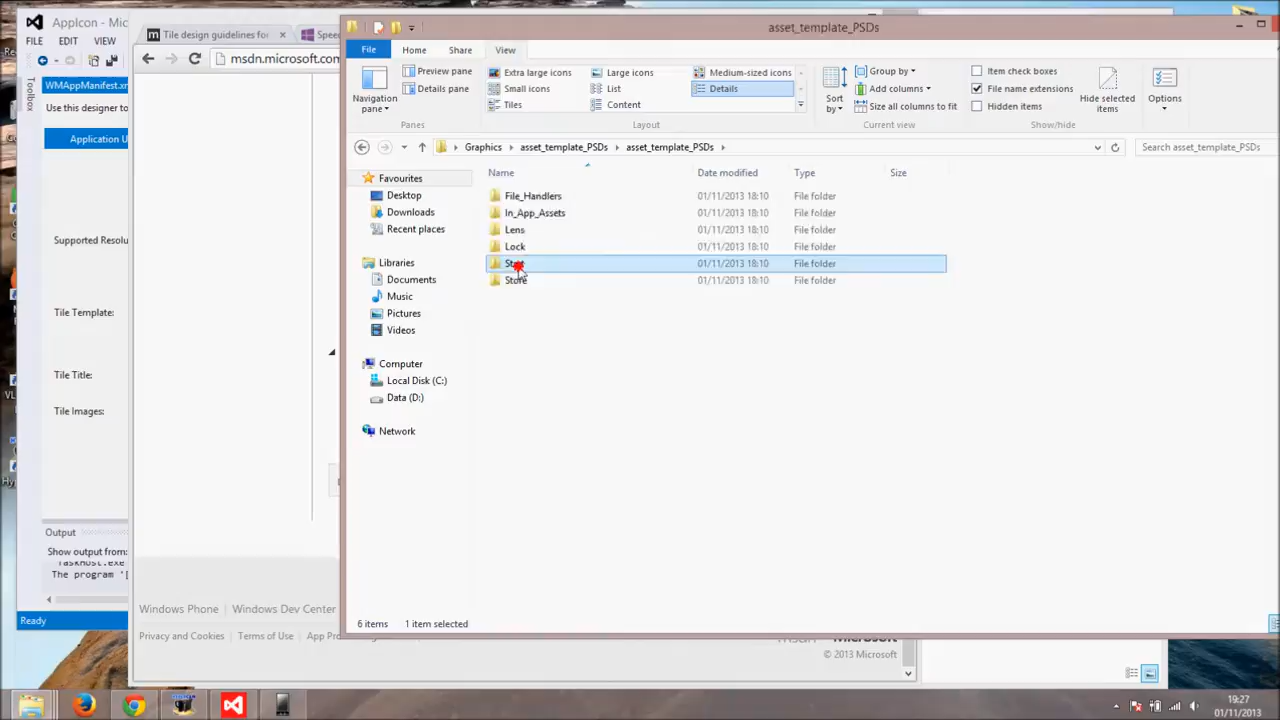 AppIcon - Mic
FILE EDIT VIEW
WMAppManifest.xm
Use this designer to
Application U
Toolbox
Supported Resolu
Tile Template:
Tile Title:
Tile Images:
Output
Show output from:
TaskHost.exe
The program '[
Ready
Tile design guidelines for
Speed
msdn.microsoft.com
Windows Phone Windows Dev Center
Privacy and Cookies Terms of Use App Pro
Microsoft
© 2013 Microsoft
asset_template_PSDs
File Home Share View
Navigation pane
Preview pane
Details pane
Panes
Extra large icons Large icons Medium-sized icons
Small icons List Details
Tiles Content
Layout
Sort by
Group by
Add columns
Size all columns to fit
Current view
Item check boxes
File name extensions
Hidden items
Hide selected items
Show/hide
Options
Graphics asset_template_PSDs asset_template_PSDs
Search asset_template_PSDs
Name Date modified Type Size
File_Handlers 01/11/2013 18:10 File folder
In_App_Assets 01/11/2013 18:10 File folder
Lens 01/11/2013 18:10 File folder
Lock 01/11/2013 18:10 File folder
Start 01/11/2013 18:10 File folder
Store 01/11/2013 18:10 File folder
Favourites
Desktop
Downloads
Recent places
Libraries
Documents
Music
Pictures
Videos
Computer
Local Disk (C:)
Data (D:)
Network
6 items 1 item selected
19:27
01/11/2013